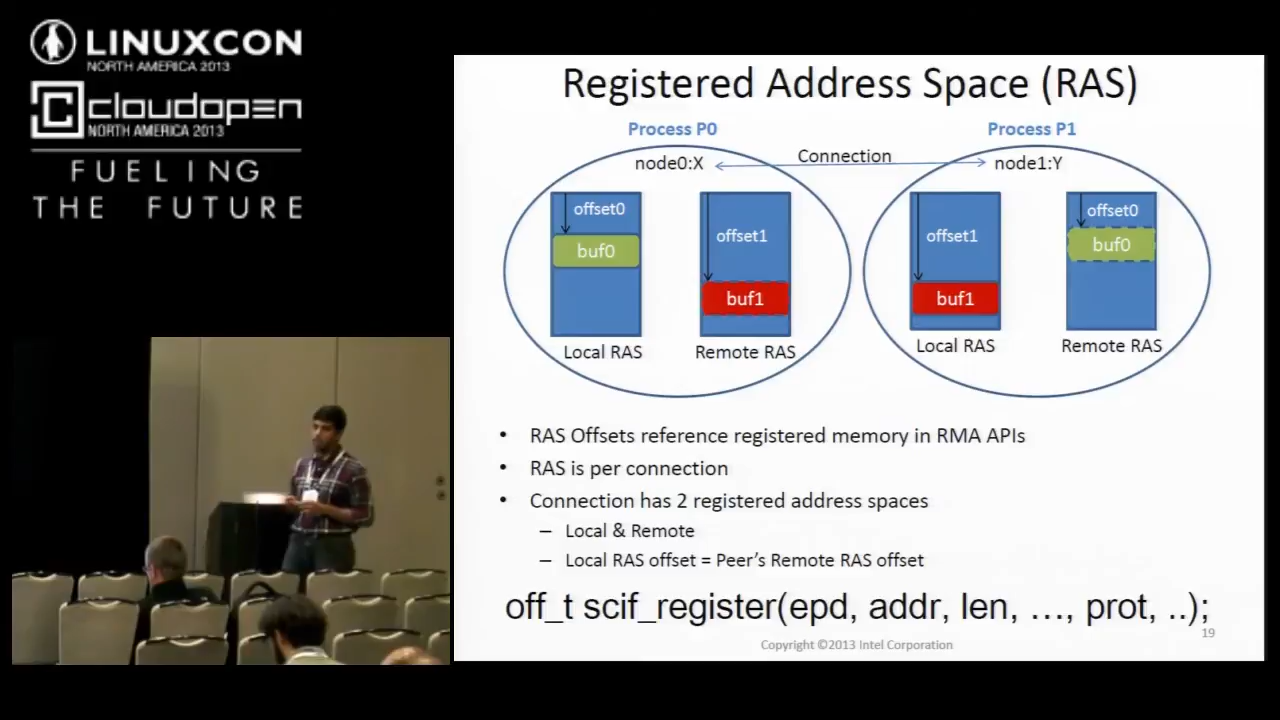 LINUXCON
NORTH AMERICA 2013
cloudopen
NORTH AMERICA 2013
FUELING
THE FUTURE
Registered Address Space (RAS)
Process P0
Process P1
node0:X
Connection
node1:Y
offset0
buf0
offset1
buf1
offset1
buf1
offset0
buf0
Local RAS
Remote RAS
Local RAS
Remote RAS
• RAS Offsets reference registered memory in RMA APIs
• RAS is per connection
• Connection has 2 registered address spaces
– Local & Remote
– Local RAS offset = Peer's Remote RAS offset
off_t scif_register(epd, addr, len, …, prot, ..);
19
Copyright ©2013 Intel Corporation